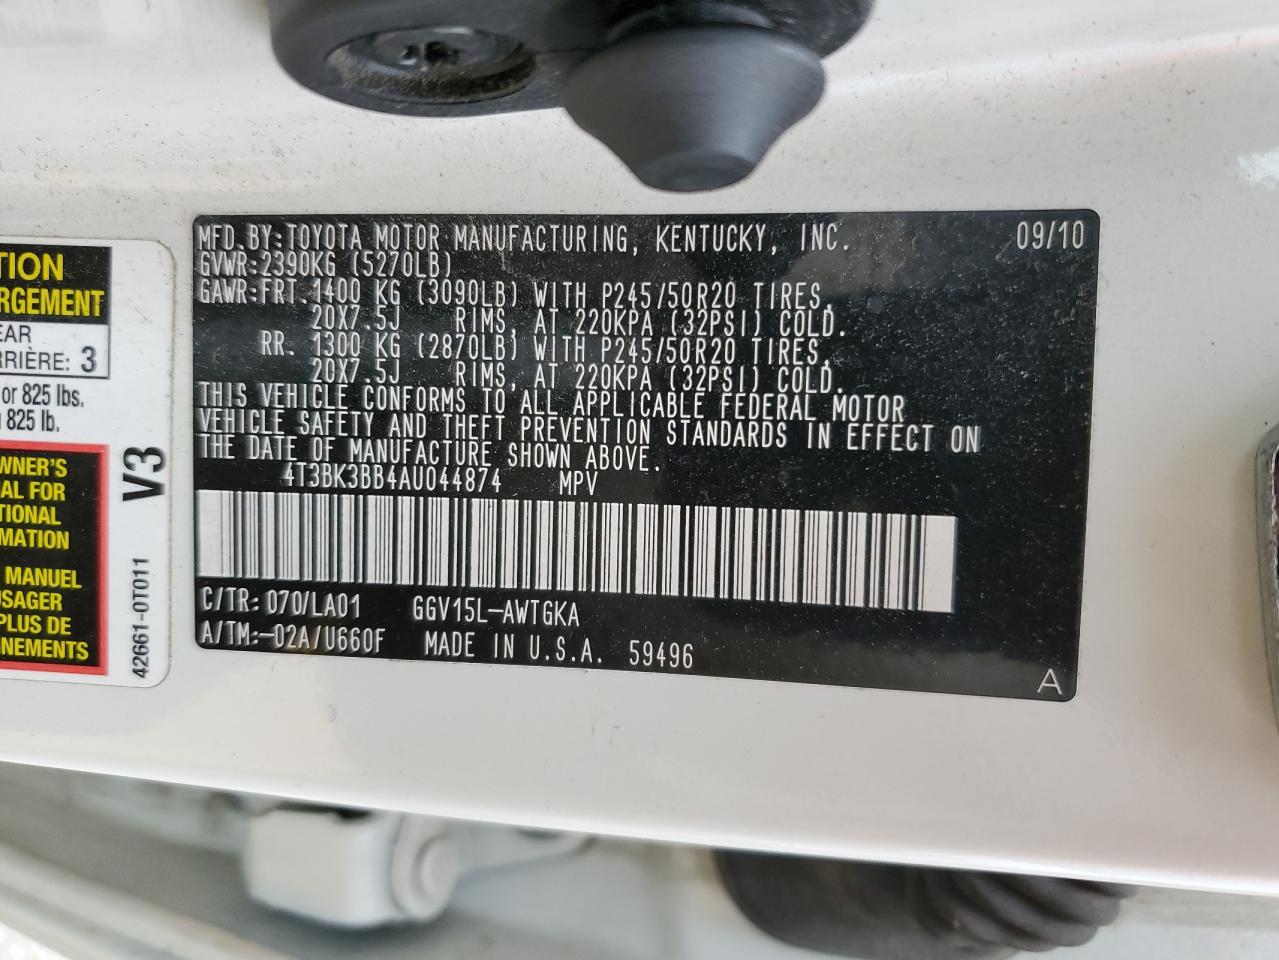 TION
RGEMENT
EAR
RRIÈRE: 3
or 825 lbs.
825 lb.
WNER'S
AL FOR
TIONAL
MATION
MANUEL
SAGER
PLUS DE
NEMENTS
V3
42661-0T011
MFD.BY:TOYOTA MOTOR MANUFACTURING, KENTUCKY, INC. 09/10
GVWR:2390KG (5270LB)
GAWR:FRT.1400 KG (3090LB) WITH P245/50R20 TIRES,
20X7.5J RIMS, AT 220KPA (32PSI) COLD.
RR. 1300 KG (2870LB) WITH P245/50R20 TIRES,
20X7.5J RIMS, AT 220KPA (32PSI) COLD.
THIS VEHICLE CONFORMS TO ALL APPLICABLE FEDERAL MOTOR
VEHICLE SAFETY AND THEFT PREVENTION STANDARDS IN EFFECT ON
THE DATE OF MANUFACTURE SHOWN ABOVE.
4T3BK3BB4AU044874 MPV
C/TR:070/LA01 GGV15L-AWTGKA
A/TM:-02A/U660F MADE IN U.S.A. 59496
A